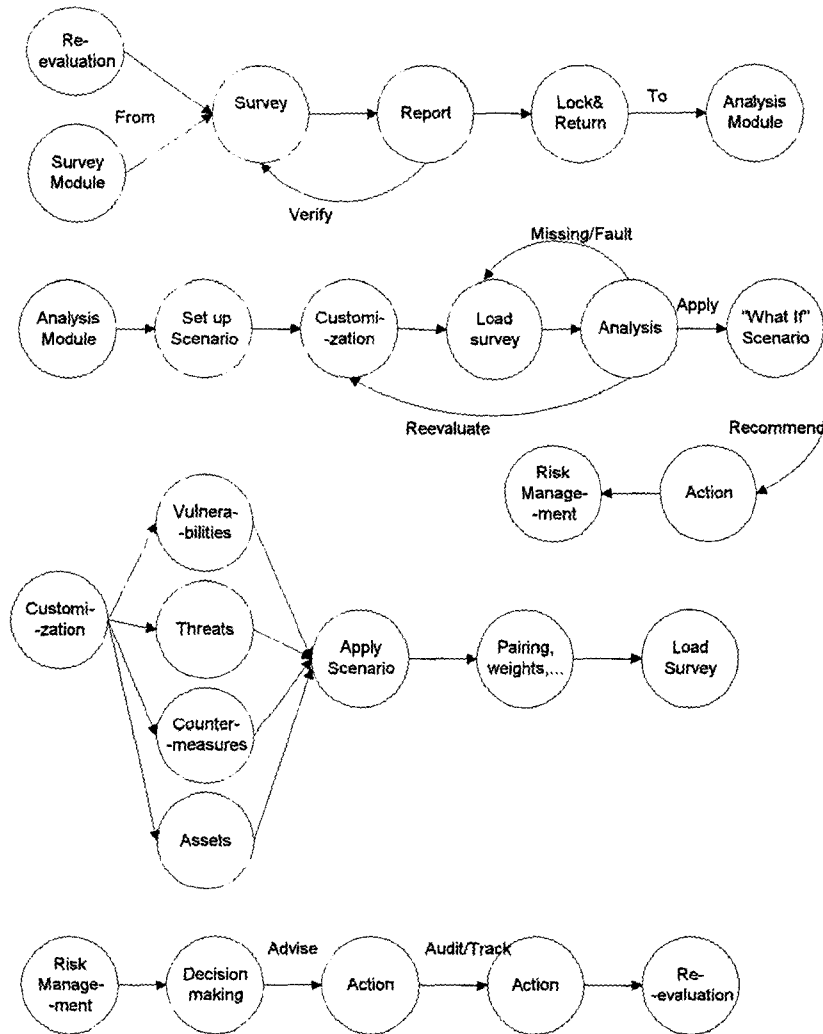 Re-
evaluation
From
Survey
Module
Survey
Report
Verify
Lock&
Return
To
Analysis
Module
Analysis
Module
Set up
Scenario
Customi-
-zation
Load
survey
Missing/Fault
Analysis
Apply
"What If"
Scenario
Reevaluate
Recommend
Action
Risk
Manage-
-ment
Customi-
-zation
Vulnera-
-bilities
Threats
Counter-
-measures
Assets
Apply
Scenario
Pairing,
weights,...
Load
Survey
Risk
Manage-
-ment
Decision
making
Advise
Action
Audit/Track
Action
Re-
-evaluation